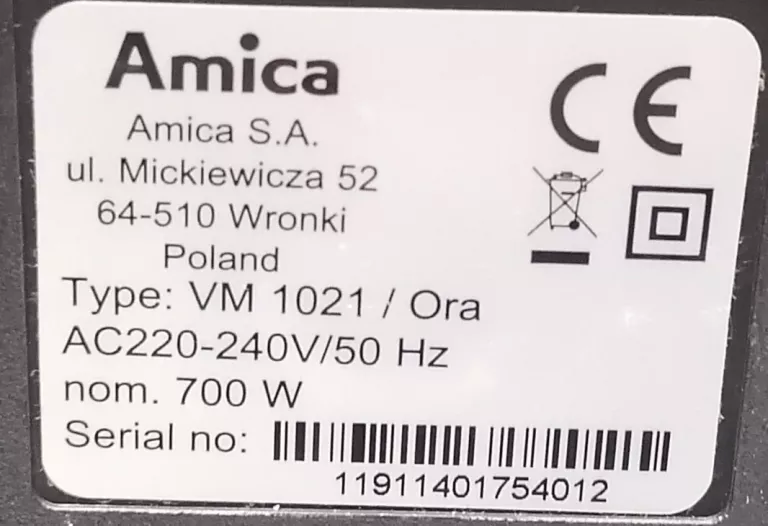 Amica
Amica S.A.
ul. Mickiewicza 52
64-510 Wronki
Poland
CE
Type: VM 1021 / Ora
AC220-240V/50 Hz
nom. 700 W
Serial no:
11911401754012